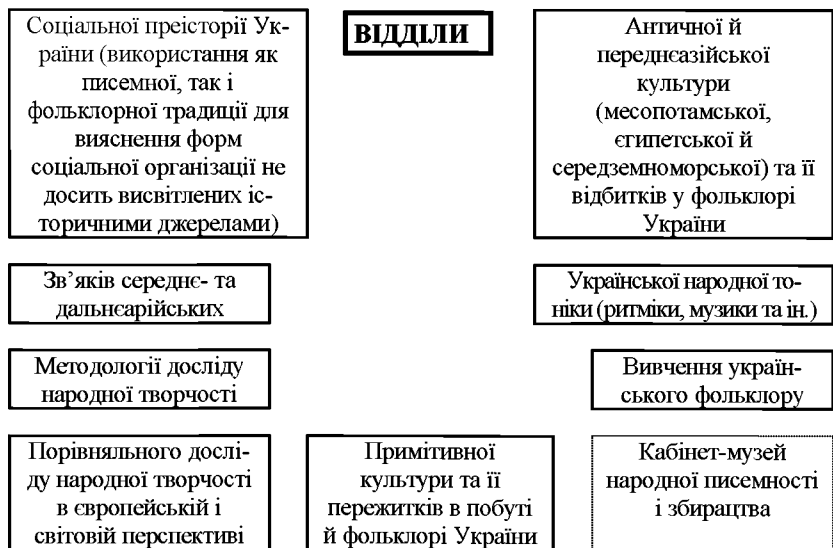 Соціальної преісторії Ук-
раїни (використання як
писемної, так і
фольклорної традиції для
вияснення форм
соціальної організації не
досить висвітлених іс-
торичними джерелами)
ВІДДІЛИ
Античної й
передньєазійської
культури
(месопотамської,
єгипетської й
середземноморської) та її
відбитків у фольклорі
України
Зв’яків середнє- та
дальнєарійських
Української народної то-
ніки (ритміки, музики та ін.)
Методології досліду
народної творчості
Вивчення україн-
ського фольклору
Порівняльного дослі-
ду народної творчості
в європейській і
світовій перспективі
Примітивної
культури та її
пережитків в побуті
й фольклорі України
Кабінет-музей
народної писемності
і збирацтва